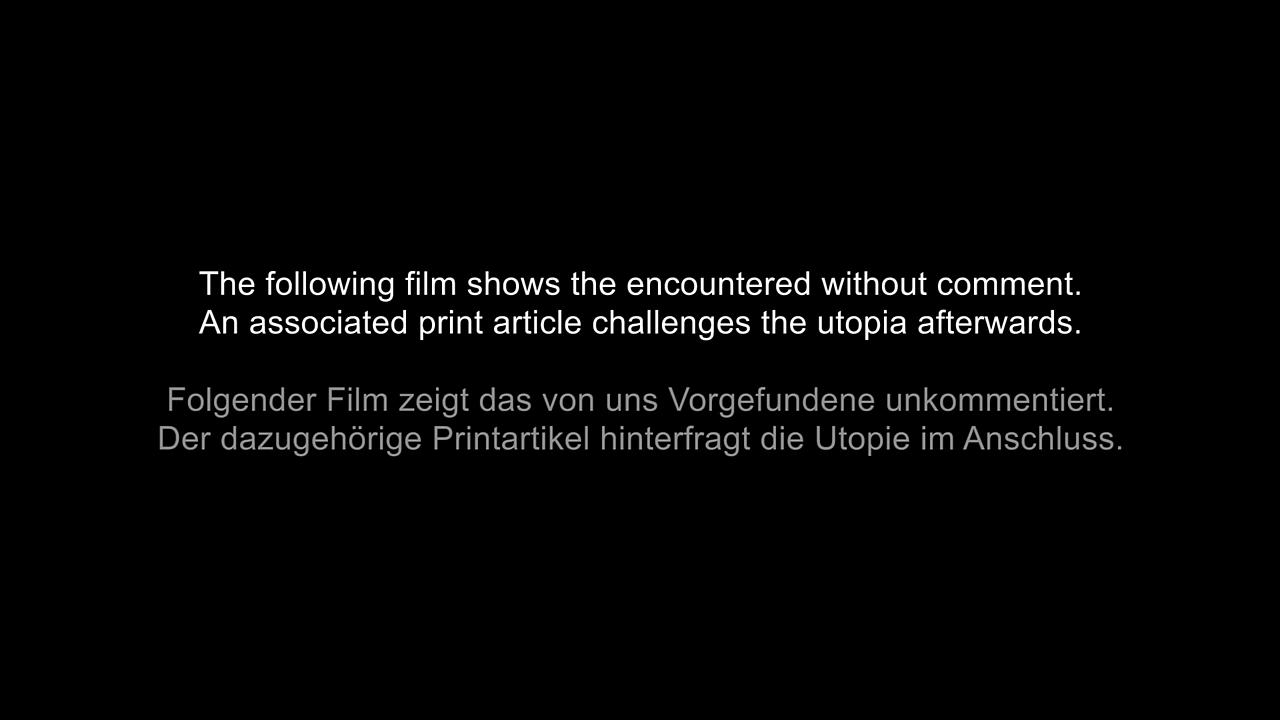 The following film shows the encountered without comment.
An associated print article challenges the utopia afterwards.
Folgender Film zeigt das von uns Vorgefundene unkommentiert.
Der dazugehörige Printartikel hinterfragt die Utopie im Anschluss.